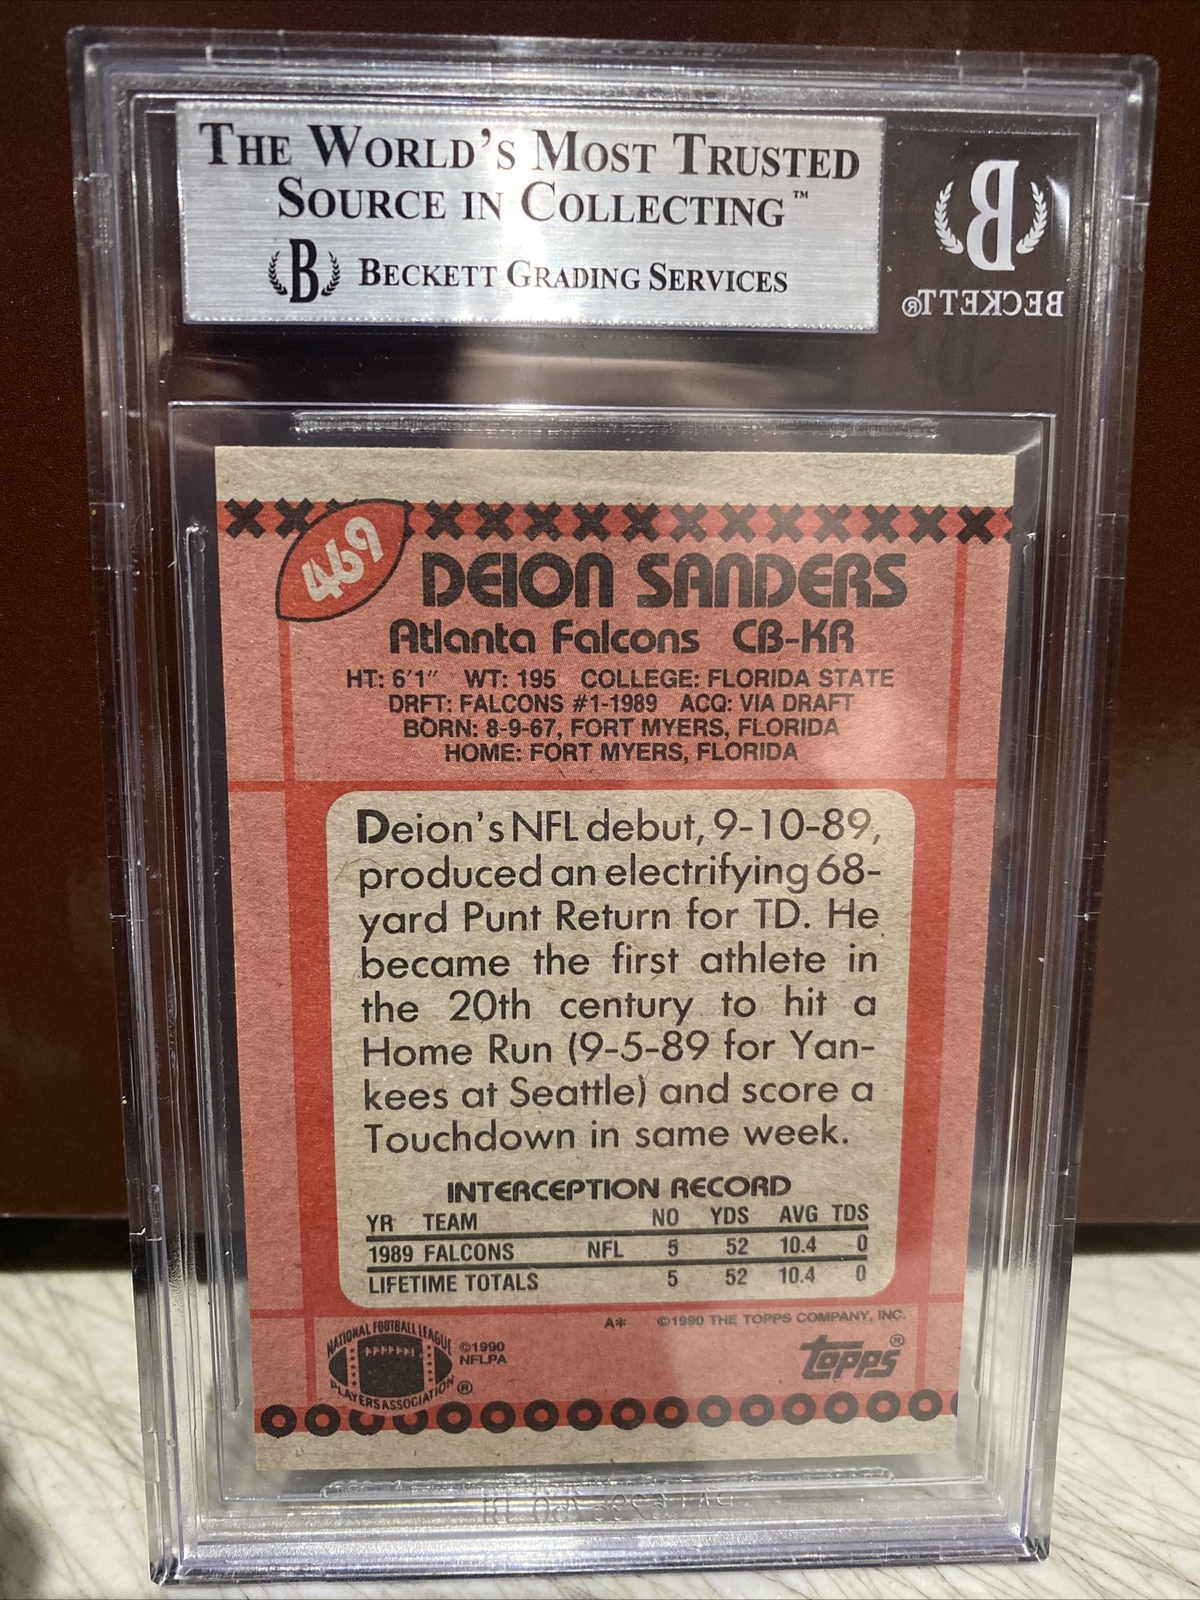 THE WORLD'S MOST TRUSTED
SOURCE IN COLLECTING™
B BECKETT GRADING SERVICES
B
BECKETT®
469
DEION SANDERS
Atlanta Falcons CB-KR
HT: 6'1" WT: 195 COLLEGE: FLORIDA STATE
DRFT: FALCONS #1-1989 ACQ: VIA DRAFT
BORN: 8-9-67, FORT MYERS, FLORIDA
HOME: FORT MYERS, FLORIDA
Deion's NFL debut, 9-10-89,
produced an electrifying 68-
yard Punt Return for TD. He
became the first athlete in
the 20th century to hit a
Home Run (9-5-89 for Yan-
kees at Seattle) and score a
Touchdown in same week.
INTERCEPTION RECORD
YR TEAM NO YDS AVG TDS
1989 FALCONS NFL 5 52 10.4 0
LIFETIME TOTALS 5 52 10.4 0
A* ©1990 THE TOPPS COMPANY, INC.
NATIONAL FOOTBALL LEAGUE
PLAYERS ASSOCIATION ®
©1990
NFLPA
topps®